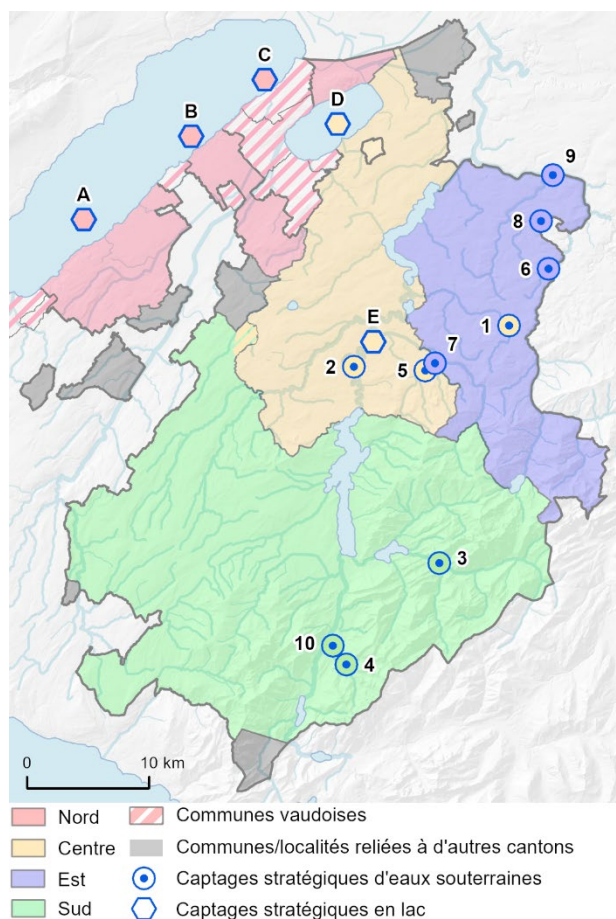 C
B
D
A
9
8
6
1
E
7
2
5
3
10
4
0 10 km
Nord Communes vaudoises
Centre Communes/localités reliées à d'autres cantons
Est Captages stratégiques d'eaux souterraines
Sud Captages stratégiques en lac